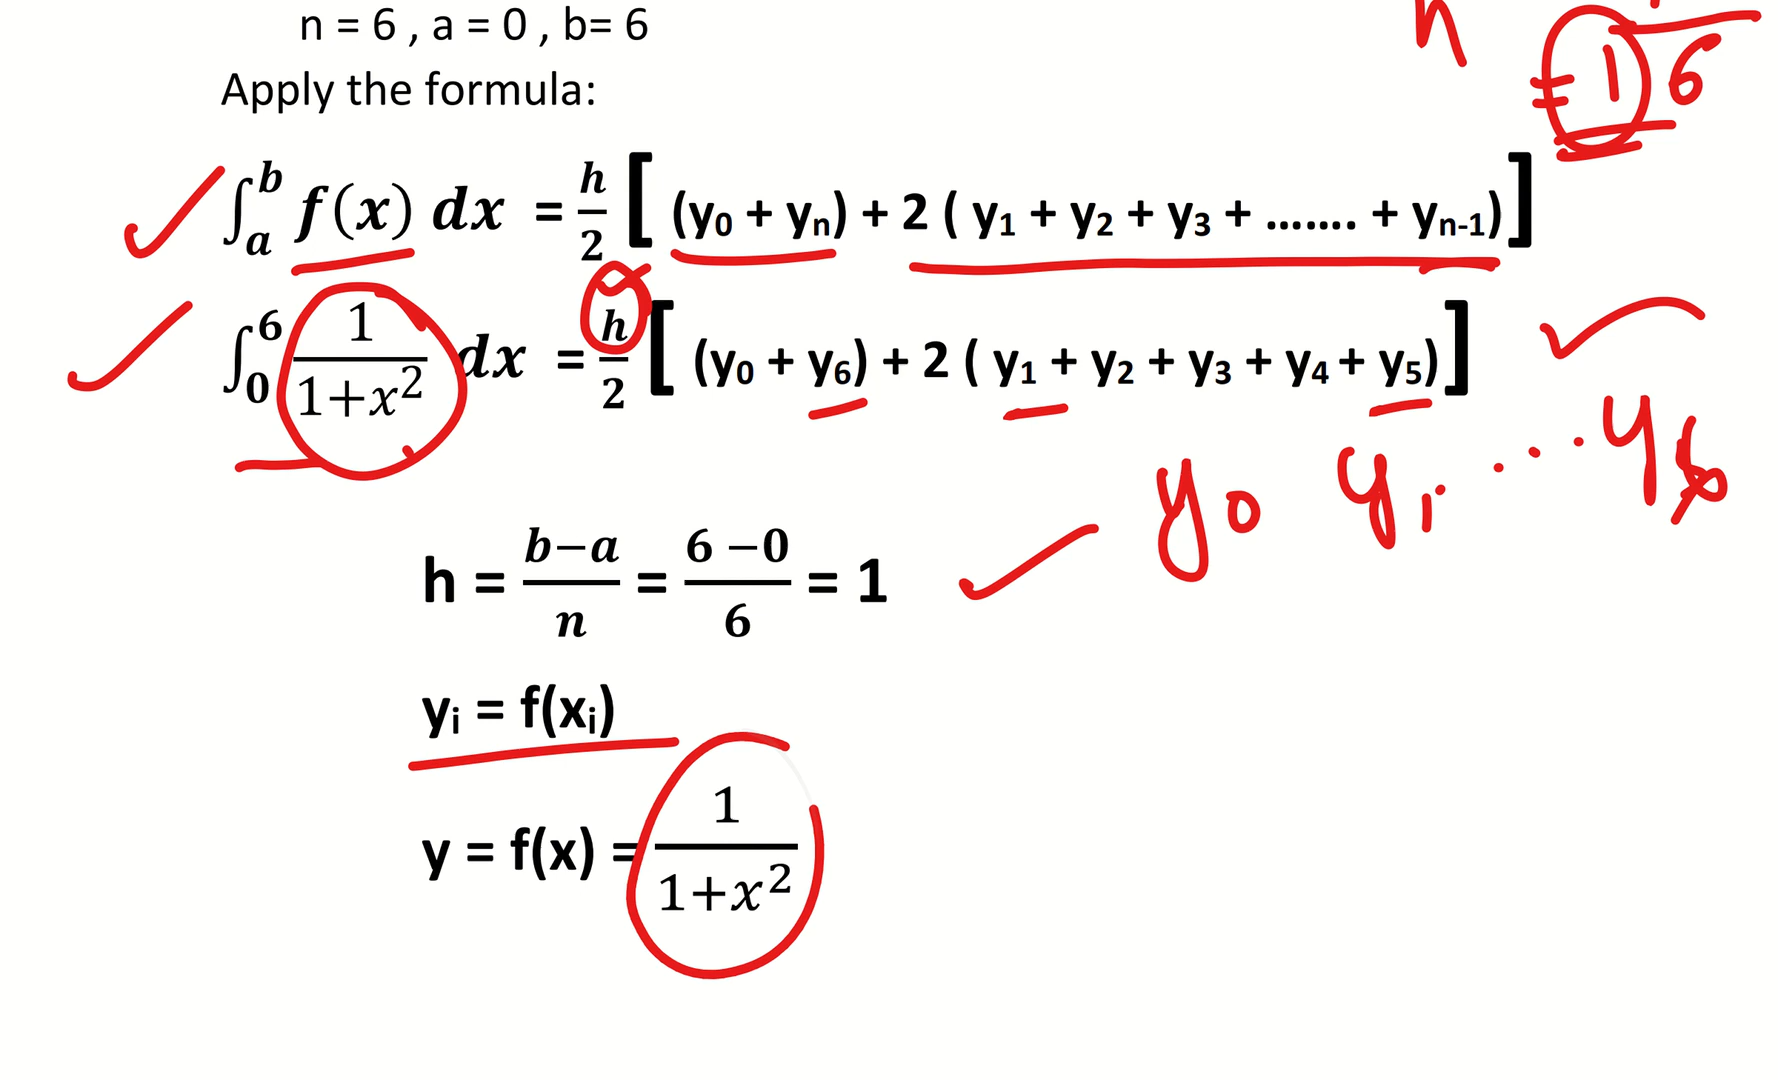 n = 6 , a = 0 , b= 6
h
= 1
6
Apply the formula:
∫ₐᵇ f(x) dx = h/2 [ (y₀ + yₙ) + 2 ( y₁ + y₂ + y₃ + ……. + yₙ₋₁) ]
∫₀⁶ 1/(1+x²) dx = h/2 [ (y₀ + y₆) + 2 ( y₁ + y₂ + y₃ + y₄ + y₅) ]
y₀ y₁ ... y₆
h = (b−a)/n = (6 −0)/6 = 1
yᵢ = f(xᵢ)
y = f(x) = 1/(1+x²)